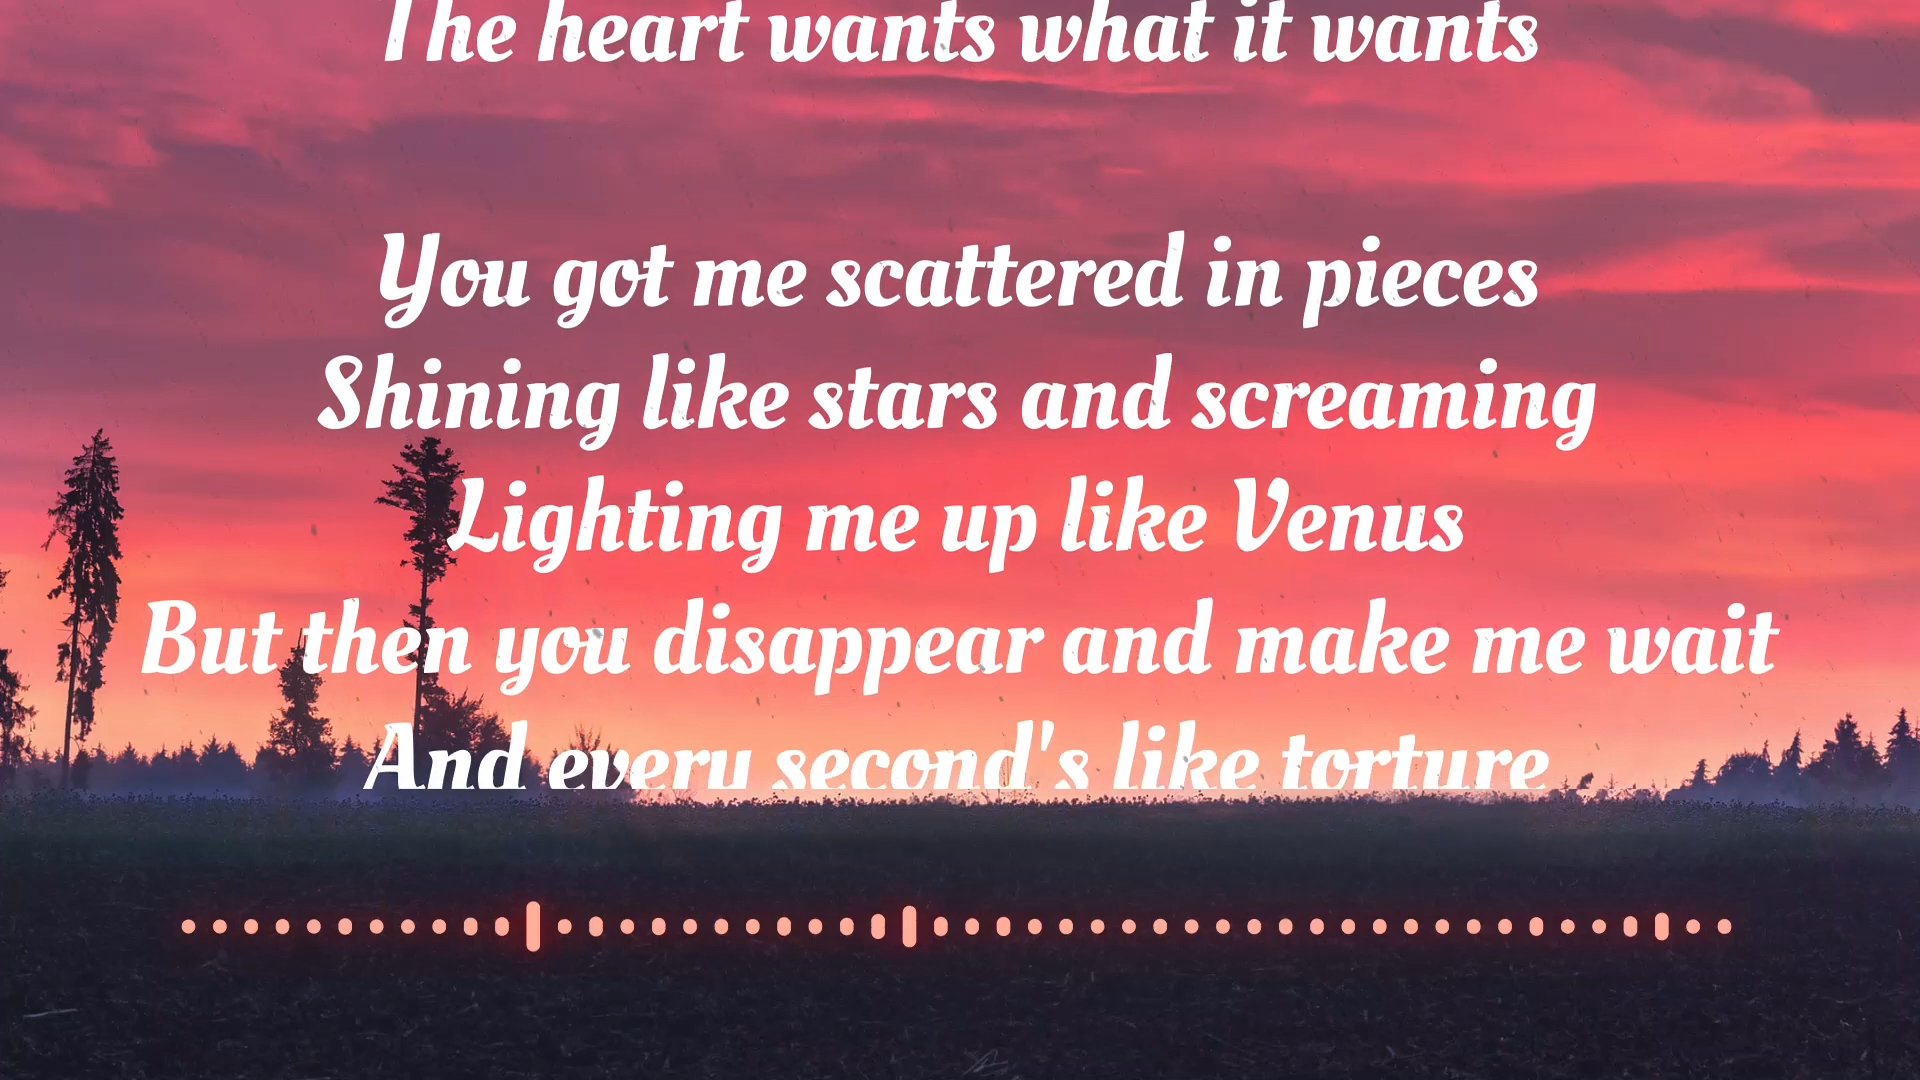 The heart wants what it wants
You got me scattered in pieces
Shining like stars and screaming
Lighting me up like Venus
But then you disappear and make me wait
And every second's like torture